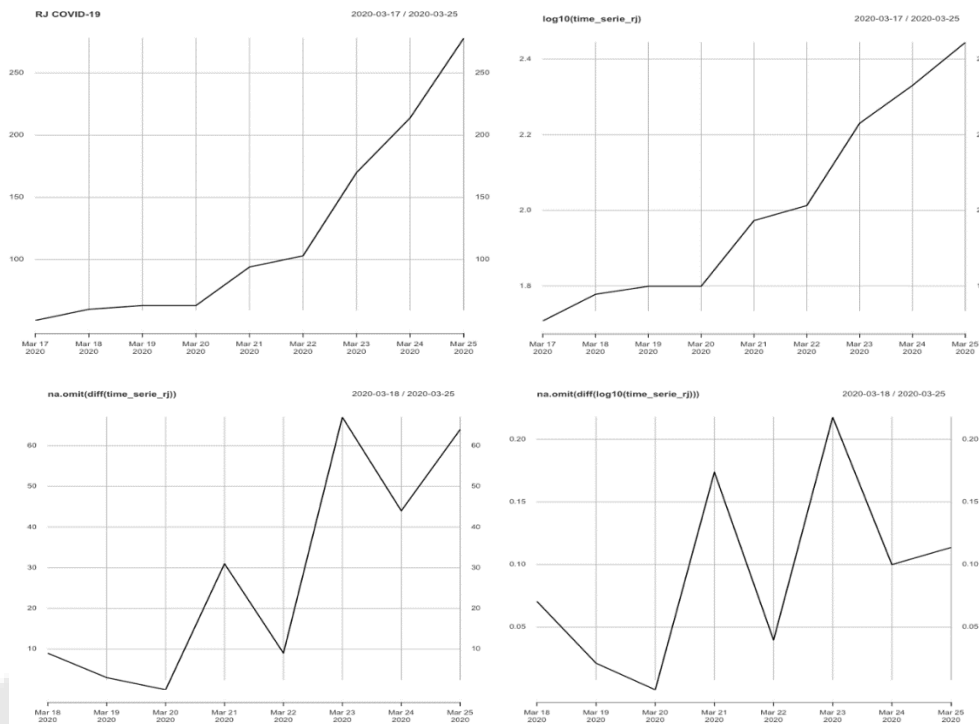 RJ COVID-19 2020-03-17 / 2020-03-25
250 250
200 200
150 150
100 100
Mar 17 Mar 18 Mar 19 Mar 20 Mar 21 Mar 22 Mar 23 Mar 24 Mar 25
2020 2020 2020 2020 2020 2020 2020 2020 2020
log10(time_serie_rj) 2020-03-17 / 2020-03-25
2.4
2.2
2.0
1.8
Mar 17 Mar 18 Mar 19 Mar 20 Mar 21 Mar 22 Mar 23 Mar 24 Mar 25
2020 2020 2020 2020 2020 2020 2020 2020 2020
na.omit(diff(time_serie_rj)) 2020-03-18 / 2020-03-25
60 60
50 50
40 40
30 30
20 20
10 10
Mar 18 Mar 19 Mar 20 Mar 21 Mar 22 Mar 23 Mar 24 Mar 25
2020 2020 2020 2020 2020 2020 2020 2020
na.omit(diff(log10(time_serie_rj))) 2020-03-18 / 2020-03-25
0.20 0.20
0.15 0.15
0.10 0.10
0.05 0.05
Mar 18 Mar 19 Mar 20 Mar 21 Mar 22 Mar 23 Mar 24 Mar 25
2020 2020 2020 2020 2020 2020 2020 2020